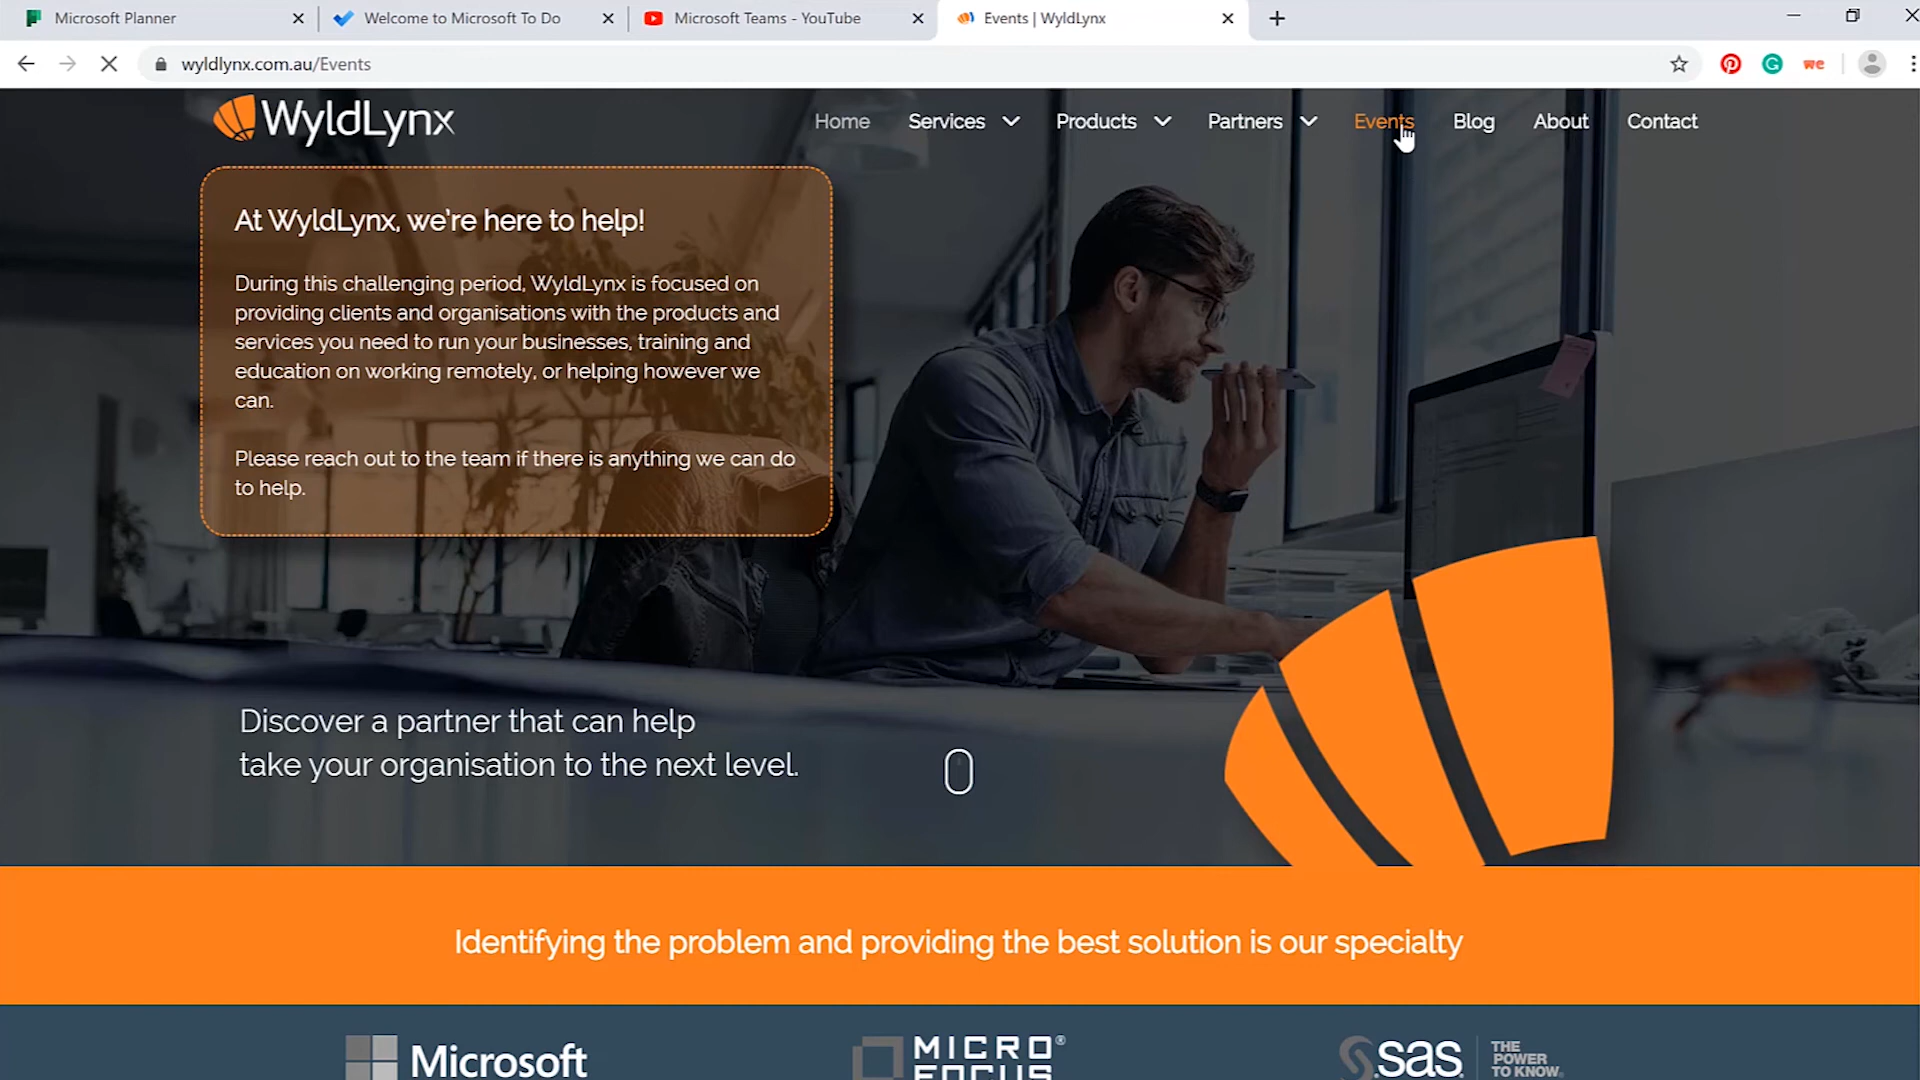 Microsoft Planner
Welcome to Microsoft To Do
Microsoft Teams - YouTube
Events | WyldLynx
wyldlynx.com.au/Events
we
WyldLynx
Home Services Products Partners Events Blog About Contact
At WyldLynx, we're here to help!
During this challenging period, WyldLynx is focused on
providing clients and organisations with the products and
services you need to run your businesses, training and
education on working remotely, or helping however we
can.
Please reach out to the team if there is anything we can do
to help.
Discover a partner that can help
take your organisation to the next level.
Identifying the problem and providing the best solution is our specialty
Microsoft
MICRO®
FOCUS
sas
THE
POWER
TO KNOW®